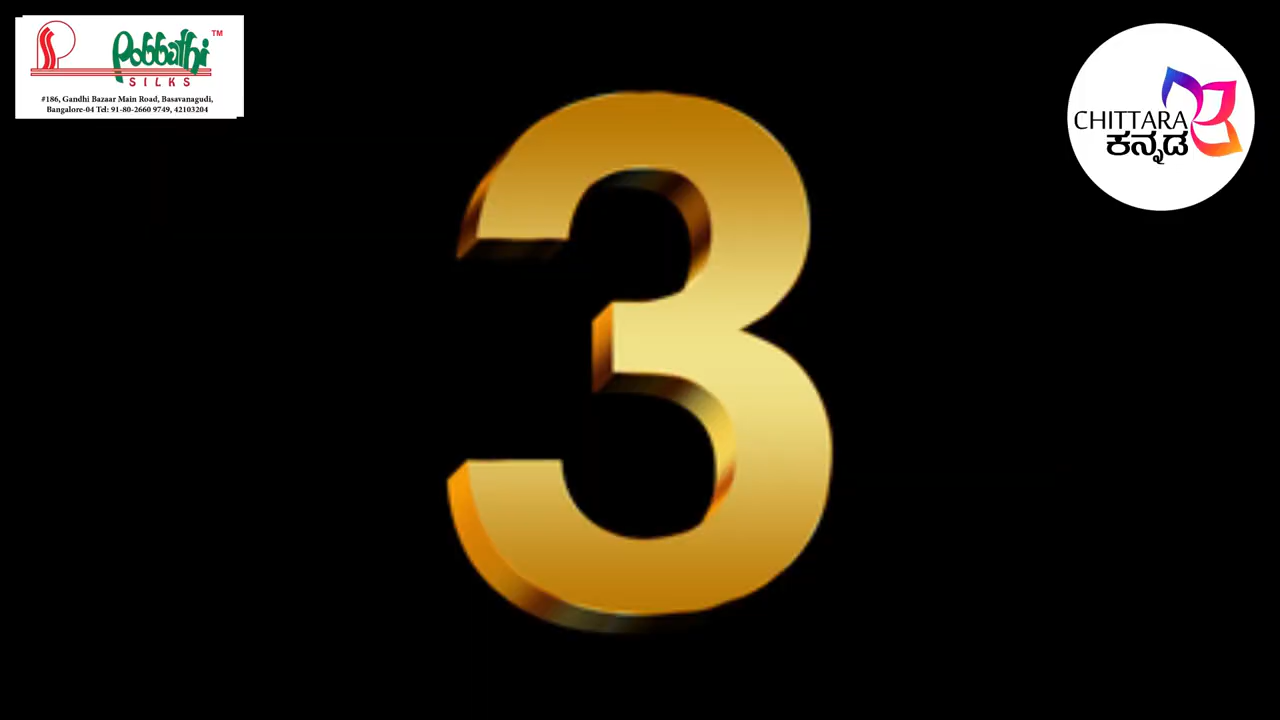 Pobbathi TM
SILKS
#186, Gandhi Bazaar Main Road, Basavanagudi,
Bangalore-04 Tel: 91-80-2660 9749, 42103204
CHITTARA
ಕನ್ನಡ
3